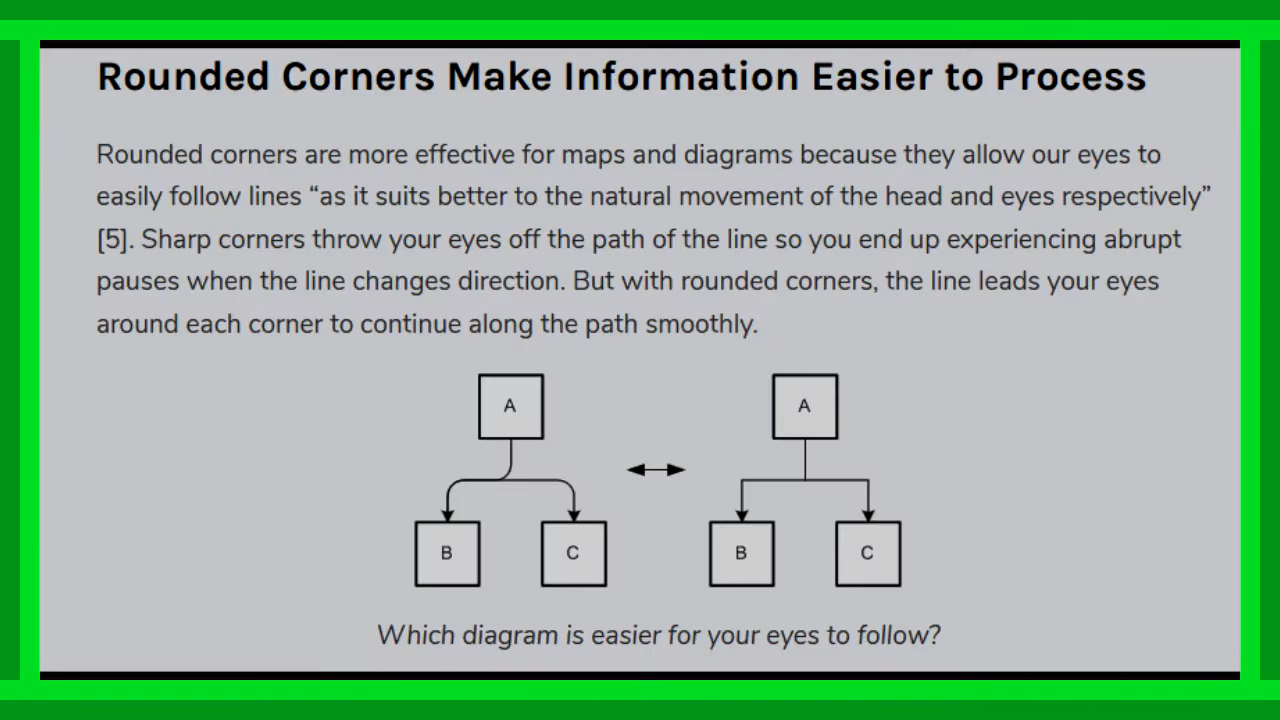 Rounded Corners Make Information Easier to Process
Rounded corners are more effective for maps and diagrams because they allow our eyes to
easily follow lines “as it suits better to the natural movement of the head and eyes respectively”
[5]. Sharp corners throw your eyes off the path of the line so you end up experiencing abrupt
pauses when the line changes direction. But with rounded corners, the line leads your eyes
around each corner to continue along the path smoothly.
A
A
B
C
B
C
Which diagram is easier for your eyes to follow?